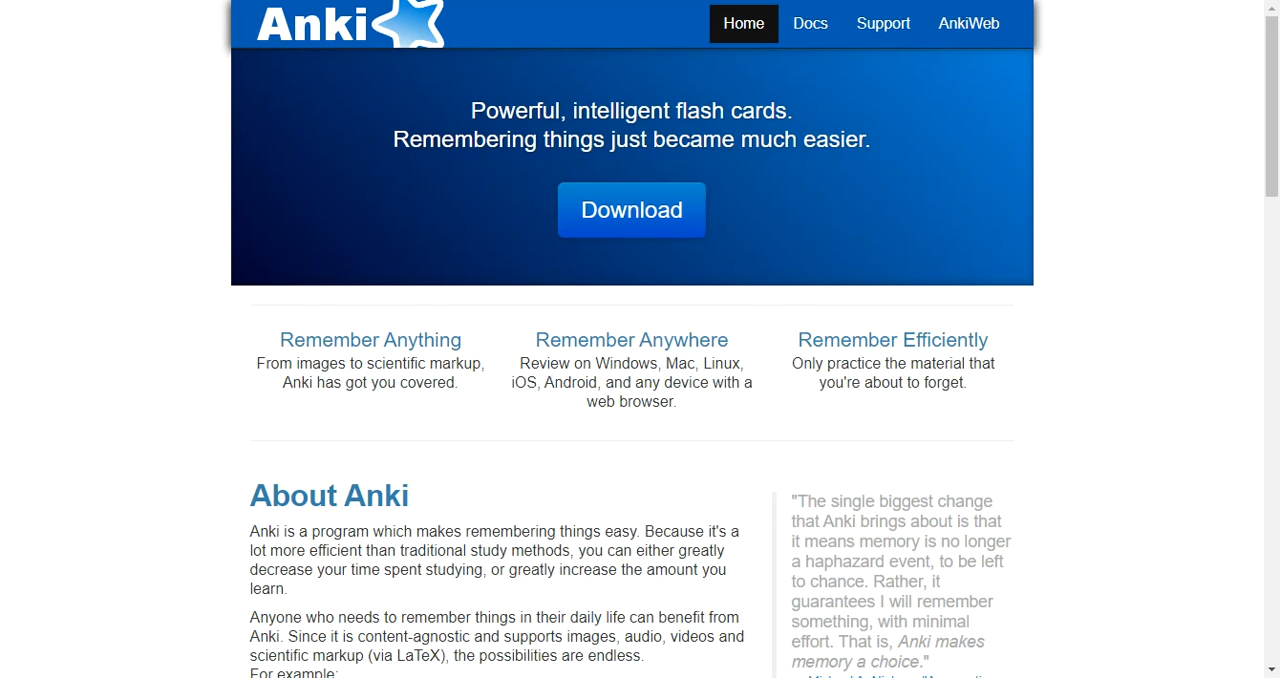 Anki
Home Docs Support AnkiWeb
Powerful, intelligent flash cards.
Remembering things just became much easier.
Download
Remember Anything
From images to scientific markup,
Anki has got you covered.
Remember Anywhere
Review on Windows, Mac, Linux,
iOS, Android, and any device with a
web browser.
Remember Efficiently
Only practice the material that
you're about to forget.
About Anki
Anki is a program which makes remembering things easy. Because it's a
lot more efficient than traditional study methods, you can either greatly
decrease your time spent studying, or greatly increase the amount you
learn.
Anyone who needs to remember things in their daily life can benefit from
Anki. Since it is content-agnostic and supports images, audio, videos and
scientific markup (via LaTeX), the possibilities are endless.
For example:
"The single biggest change
that Anki brings about is that
it means memory is no longer
a haphazard event, to be left
to chance. Rather, it
guarantees I will remember
something, with minimal
effort. That is, Anki makes
memory a choice."